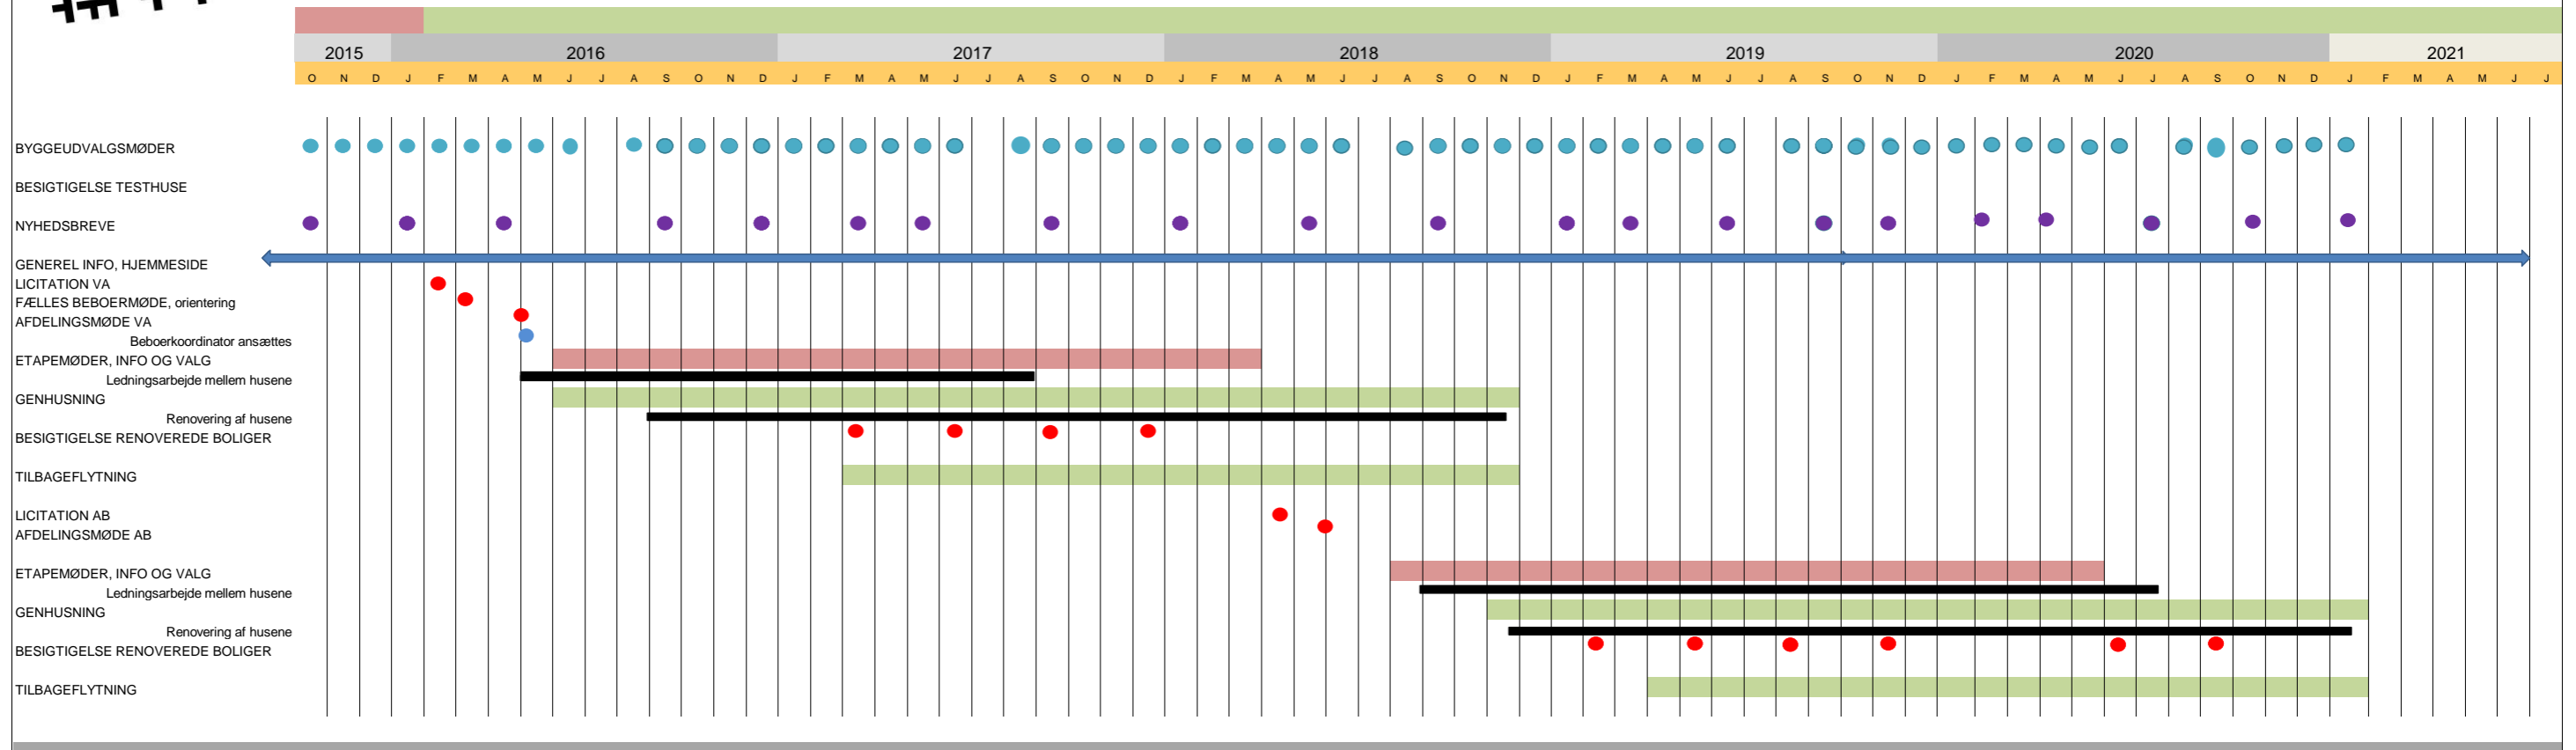 2015 2016 2017 2018 2019 2020 2021
O N D J F M A M J J A S O N D J F M A M J J A S O N D J F M A M J J A S O N D J F M A M J J A S O N D J F M A M J J A S O N D J F M A M J J
BYGGEUDVALGSMØDER
BESIGTIGELSE TESTHUSE
NYHEDSBREVE
GENEREL INFO, HJEMMESIDE
LICITATION VA
FÆLLES BEBOERMØDE, orientering
AFDELINGSMØDE VA
Beboerkoordinator ansættes
ETAPEMØDER, INFO OG VALG
Ledningsarbejde mellem husene
GENHUSNING
Renovering af husene
BESIGTIGELSE RENOVEREDE BOLIGER
TILBAGEFLYTNING
LICITATION AB
AFDELINGSMØDE AB
ETAPEMØDER, INFO OG VALG
Ledningsarbejde mellem husene
GENHUSNING
Renovering af husene
BESIGTIGELSE RENOVEREDE BOLIGER
TILBAGEFLYTNING